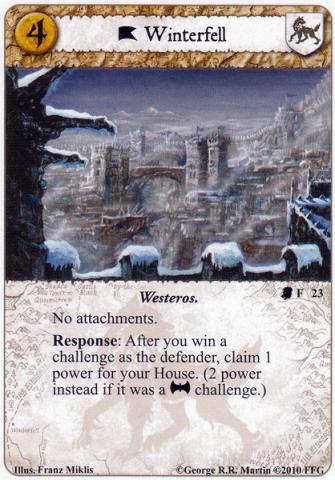 4
Winterfell
Westeros.
F 23
No attachments.
Response: After you win a
challenge as the defender, claim 1
power for your House. (2 power
instead if it was a challenge.)
Winterfell
Illus. Franz Miklis
©George R.R. Martin ©2010 FFG